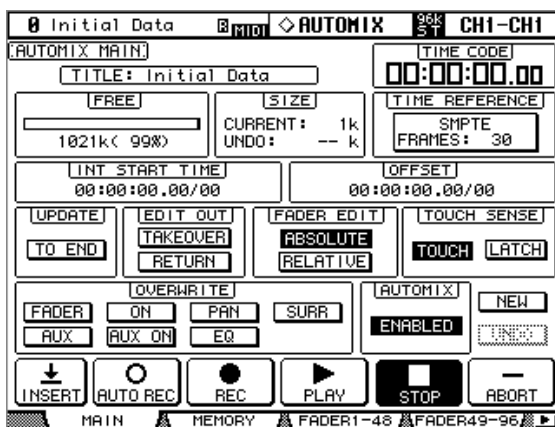 0 Initial Data MIDI ◇AUTOMIX 96K ST CH1-CH1
AUTOMIX MAIN
TITLE: Initial Data
TIME CODE
00:00:00.00
FREE
1021k( 99%)
SIZE
CURRENT: 1k
UNDO: -- k
TIME REFERENCE
SMPTE
FRAMES: 30
INT START TIME
00:00:00.00/00
OFFSET
00:00:00.00/00
UPDATE
TO END
EDIT OUT
TAKEOVER
RETURN
FADER EDIT
ABSOLUTE
RELATIVE
TOUCH SENSE
TOUCH LATCH
OVERWRITE
FADER ON PAN SURR
AUX AUX ON EQ
AUTOMIX
ENABLED
NEW
UNDO
INSERT AUTO REC REC PLAY STOP ABORT
MAIN MEMORY FADER1-48 FADER49-96